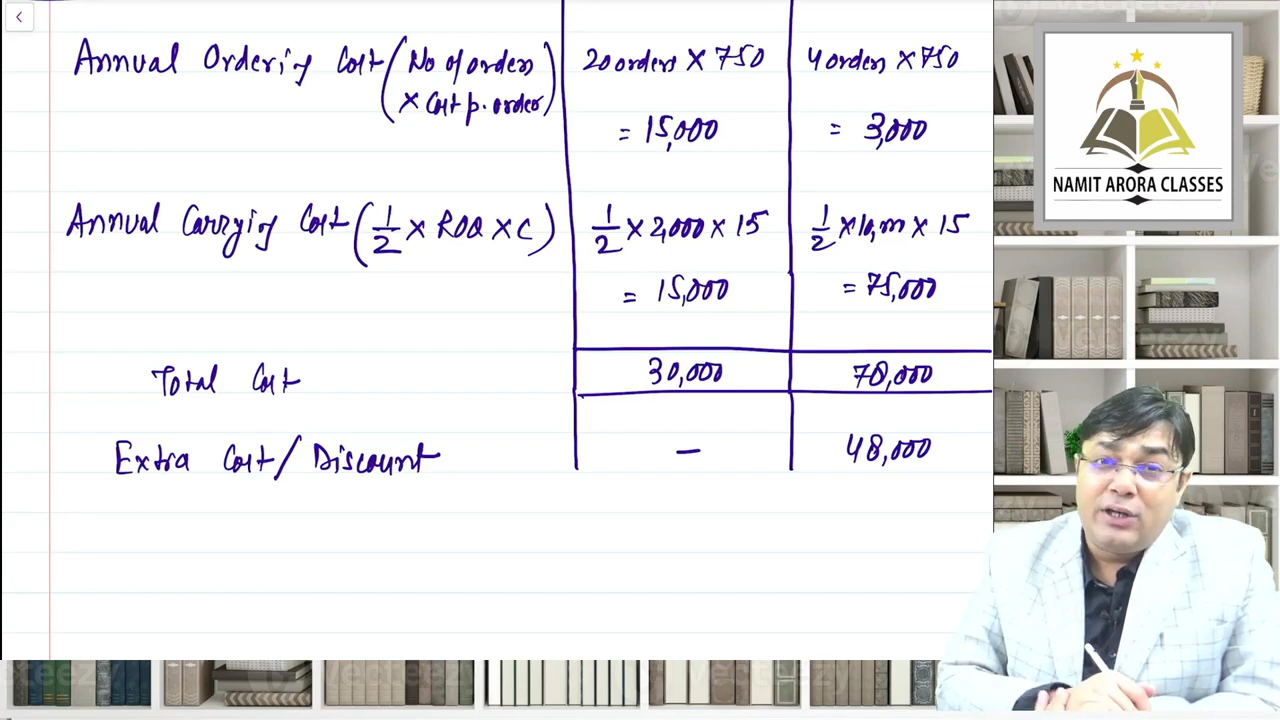 Annual Ordering Cost (No of orders 20 orders × 750 4 orders × 750
× Cost p. order)
= 15,000 = 3,000
Annual Carrying Cost (1/2 × ROQ × C) 1/2 × 2,000 × 15 1/2 × 10,000 × 15
= 15,000 = 75,000
Total Cost 30,000 78,000
Extra Cost/Discount — 48,000
NAMIT ARORA CLASSES